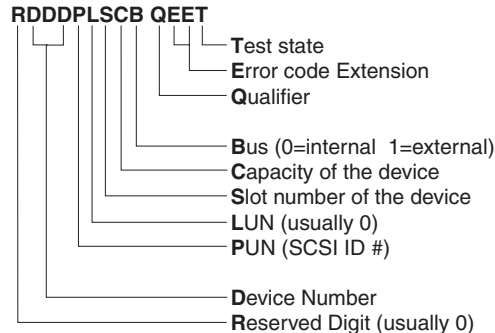 RDDDPLSCB QEET
Test state
Error code Extension
Qualifier
Bus (0=internal 1=external)
Capacity of the device
Slot number of the device
LUN (usually 0)
PUN (SCSI ID #)
Device Number
Reserved Digit (usually 0)